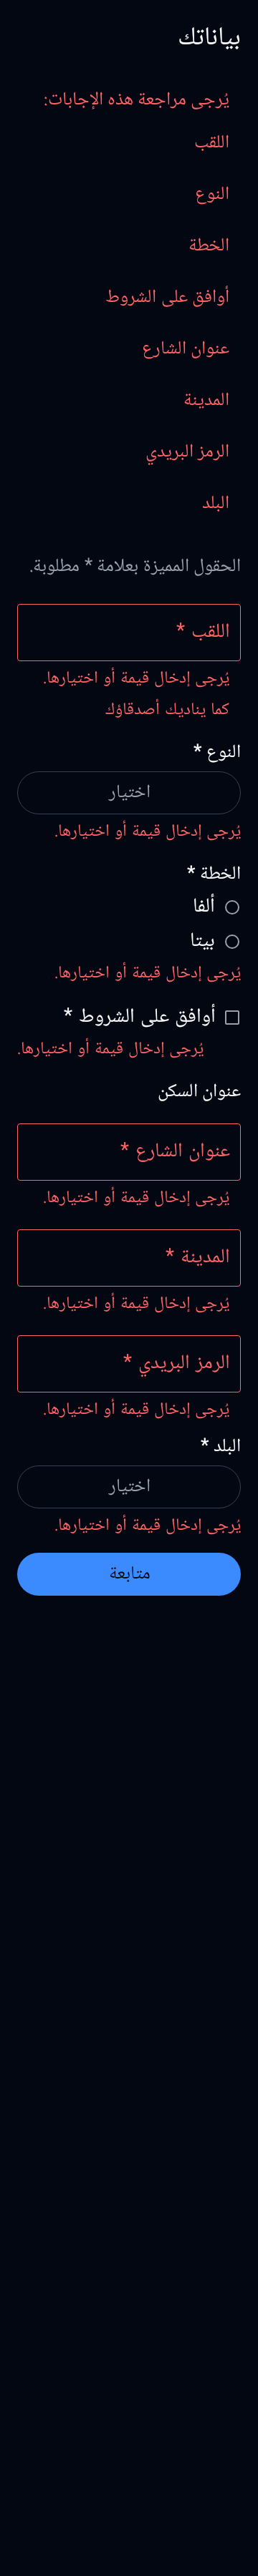 بياناتك
يُرجى مراجعة هذه الإجابات:
اللقب
النوع
الخطة
أوافق على الشروط
عنوان الشارع
المدينة
الرمز البريدي
البلد
الحقول المميزة بعلامة * مطلوبة.
اللقب *
يُرجى إدخال قيمة أو اختيارها.
كما يناديك أصدقاؤك
النوع *
اختيار
يُرجى إدخال قيمة أو اختيارها.
الخطة *
ألفا
بيتا
يُرجى إدخال قيمة أو اختيارها.
أوافق على الشروط *
يُرجى إدخال قيمة أو اختيارها.
عنوان السكن
عنوان الشارع *
يُرجى إدخال قيمة أو اختيارها.
المدينة *
يُرجى إدخال قيمة أو اختيارها.
الرمز البريدي *
يُرجى إدخال قيمة أو اختيارها.
البلد *
اختيار
يُرجى إدخال قيمة أو اختيارها.
متابعة